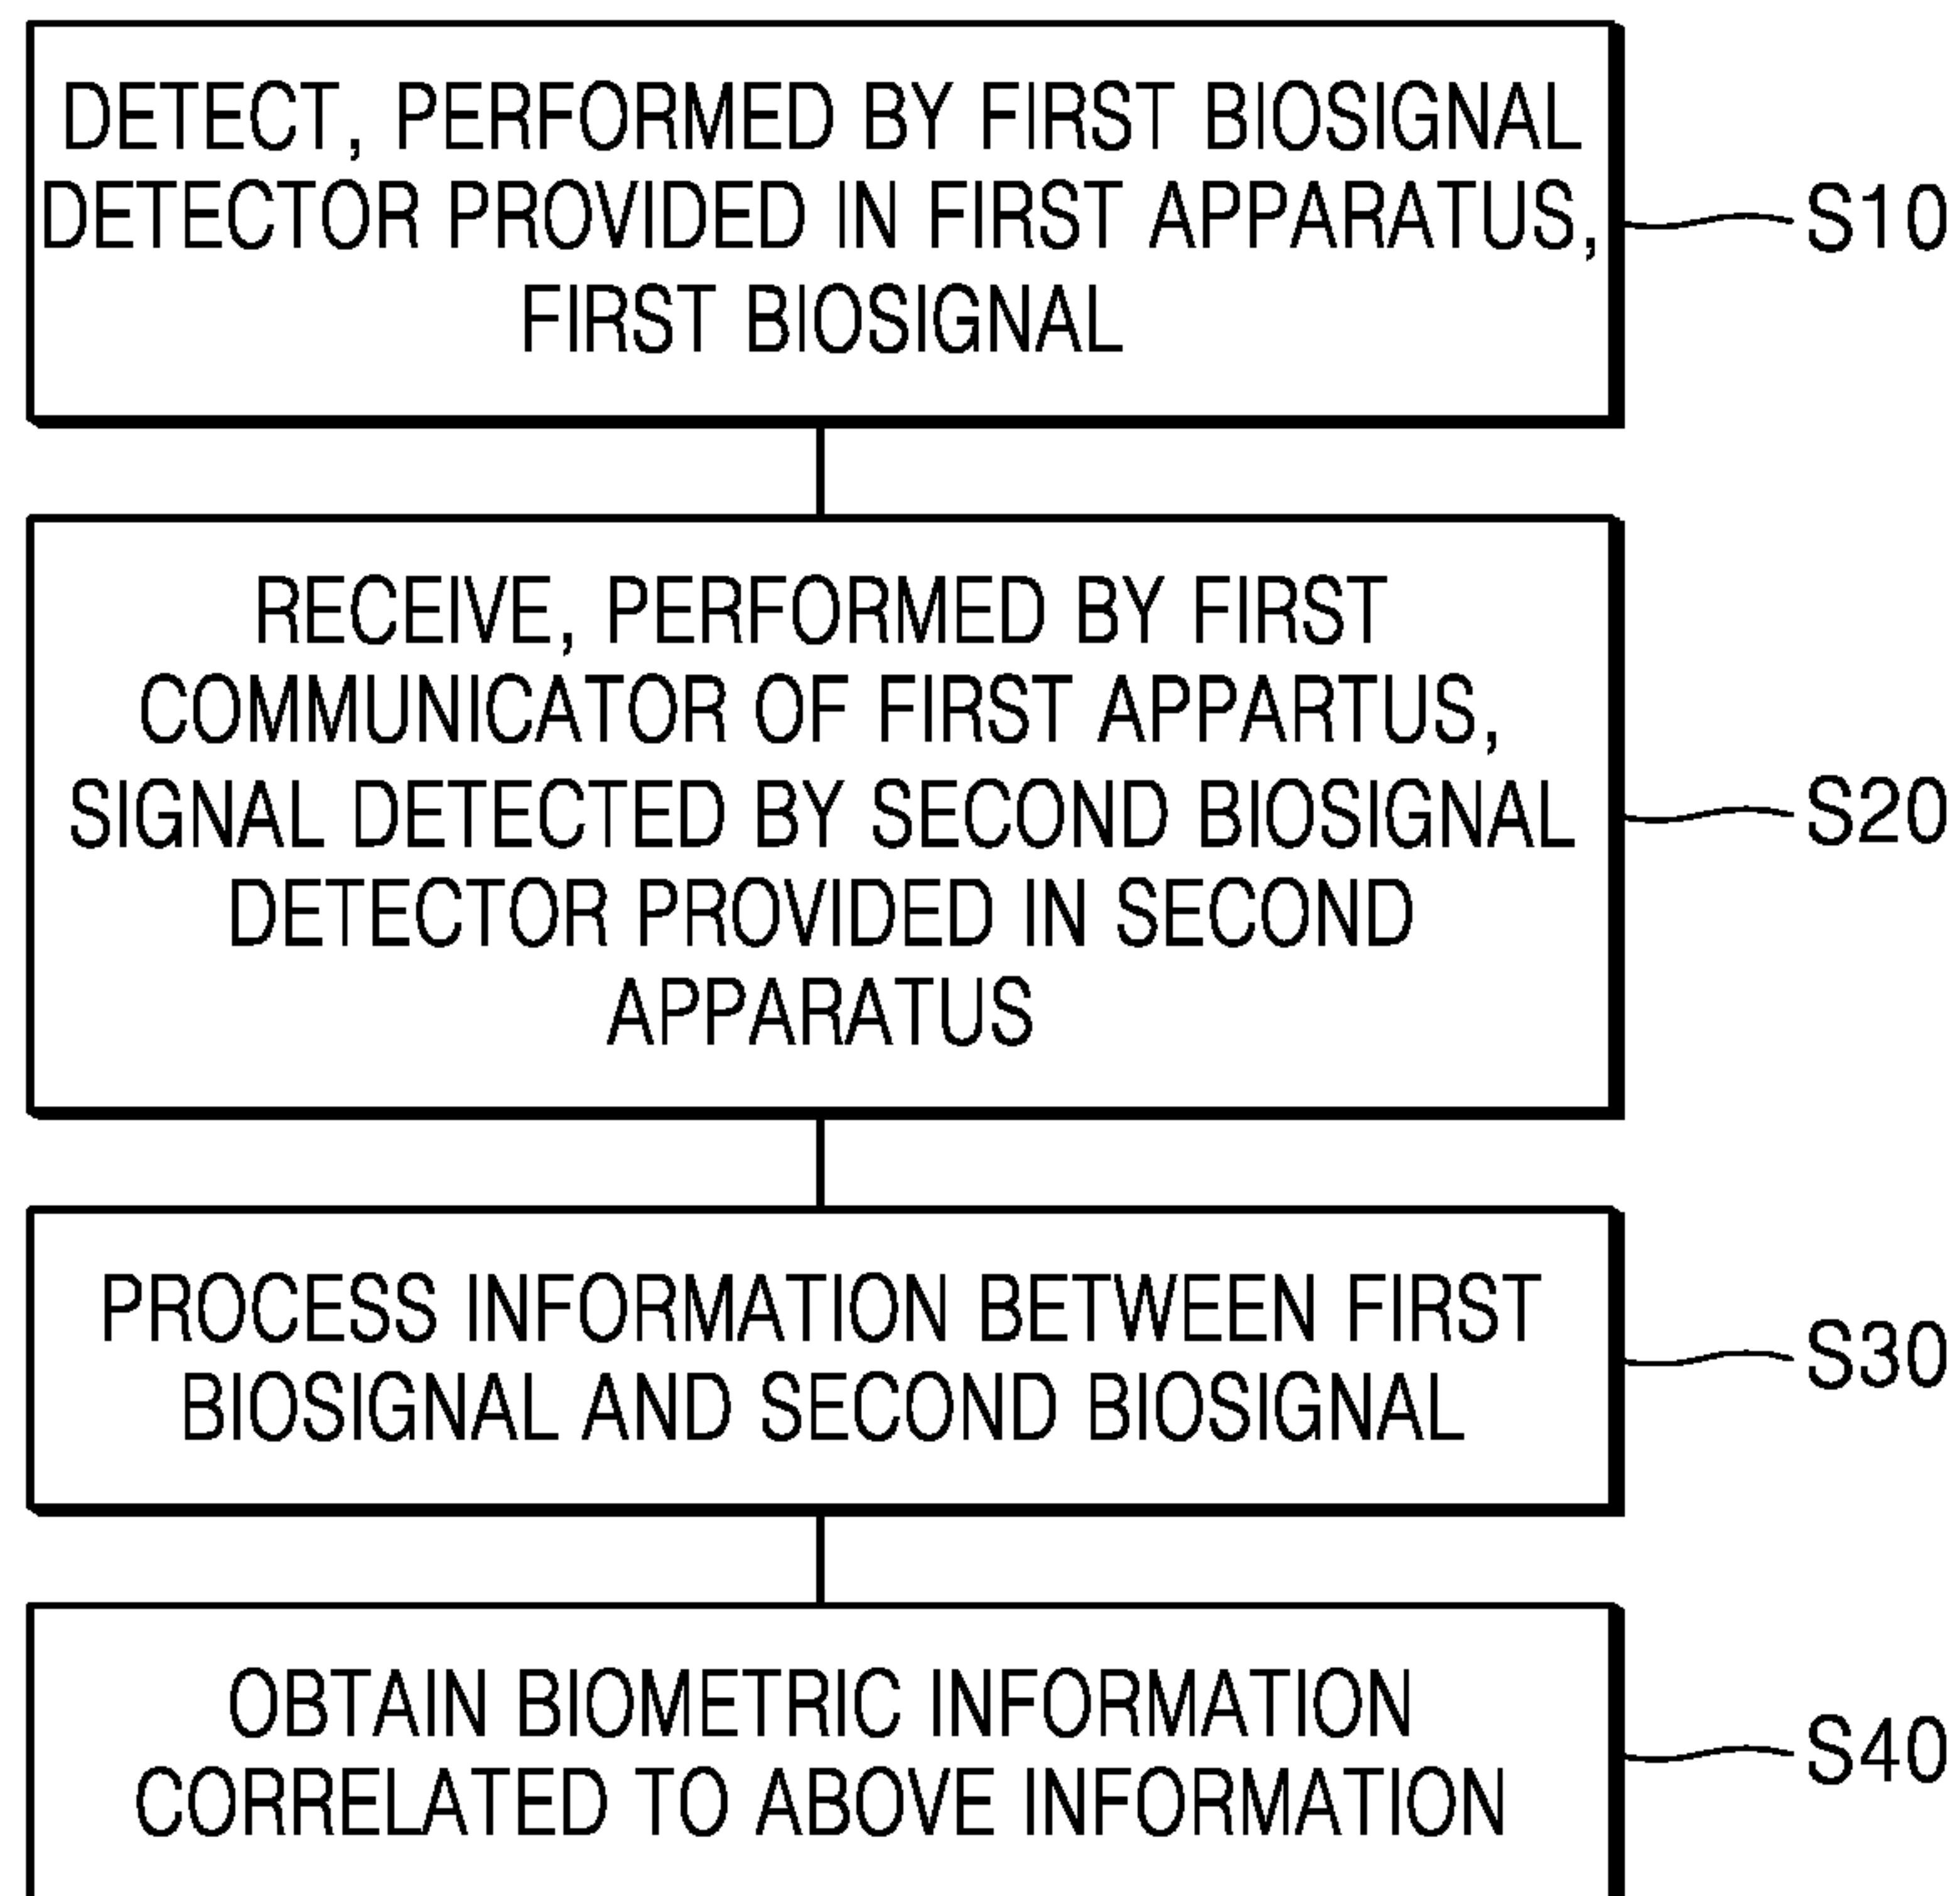 DETECT, PERFORMED BY FIRST BIOSIGNAL
DETECTOR PROVIDED IN FIRST APPARATUS,
FIRST BIOSIGNAL
S10
RECEIVE, PERFORMED BY FIRST
COMMUNICATOR OF FIRST APPARTUS,
SIGNAL DETECTED BY SECOND BIOSIGNAL
DETECTOR PROVIDED IN SECOND
APPARATUS
S20
PROCESS INFORMATION BETWEEN FIRST
BIOSIGNAL AND SECOND BIOSIGNAL
S30
OBTAIN BIOMETRIC INFORMATION
CORRELATED TO ABOVE INFORMATION
S40